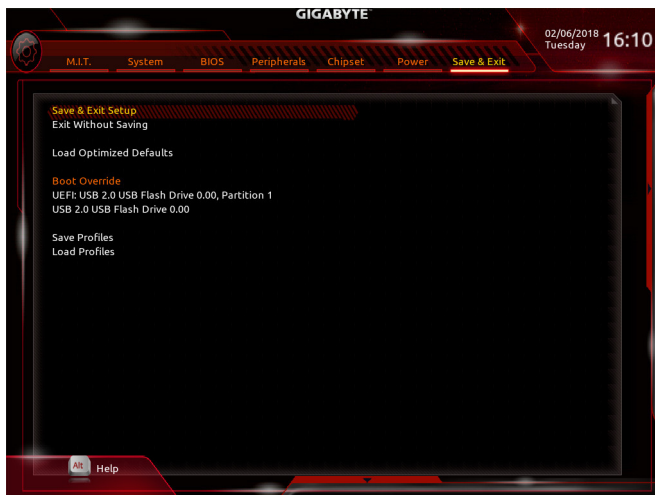 GIGABYTE™
02/06/2018
Tuesday
16:10
M.I.T. System BIOS Peripherals Chipset Power Save & Exit
Save & Exit Setup
Exit Without Saving
Load Optimized Defaults
Boot Override
UEFI: USB 2.0 USB Flash Drive 0.00, Partition 1
USB 2.0 USB Flash Drive 0.00
Save Profiles
Load Profiles
Alt Help